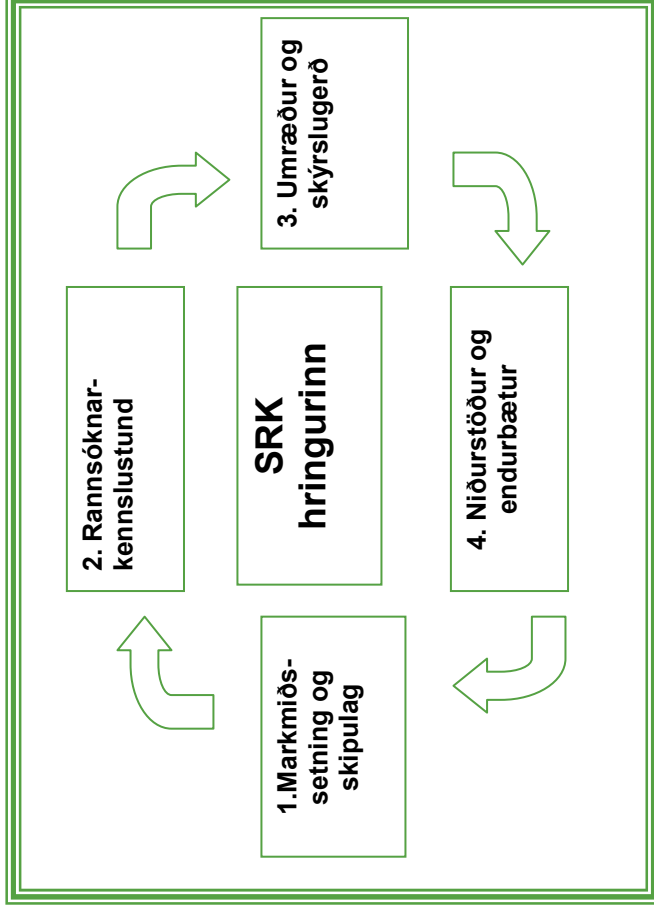 SRK
hringurinn
1.Markmiðs-
setning og
skipulag
2. Rannsóknar-
kennslustund
3. Umræður og
skýrslugerð
4. Niðurstöður og
endurbætur